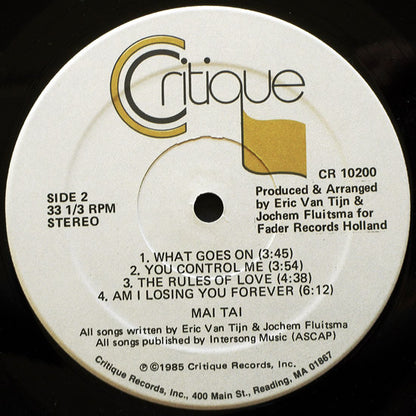 Critique
CR 10200
SIDE 2
33 1/3 RPM
STEREO
Produced & Arranged
by Eric Van Tijn &
Jochem Fluitsma for
Fader Records Holland
1. WHAT GOES ON (3:45)
2. YOU CONTROL ME (3:54)
3. THE RULES OF LOVE (4:38)
4. AM I LOSING YOU FOREVER (6:12)
MAI TAI
All songs written by Eric Van Tijn & Jochem Fluitsma
All songs published by Intersong Music (ASCAP)
℗©1985 Critique Records, Inc.
Critique Records, Inc., 400 Main St., Reading, MA 01867